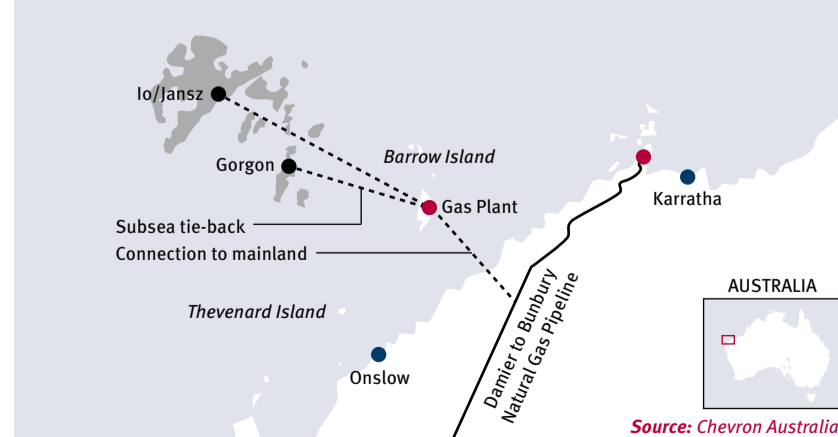 Io/Jansz
Gorgon
Barrow Island
Gas Plant
Karratha
Subsea tie-back
Connection to mainland
Thevenard Island
Onslow
Damier to Bunbury
Natural Gas Pipeline
AUSTRALIA
Source: Chevron Australia